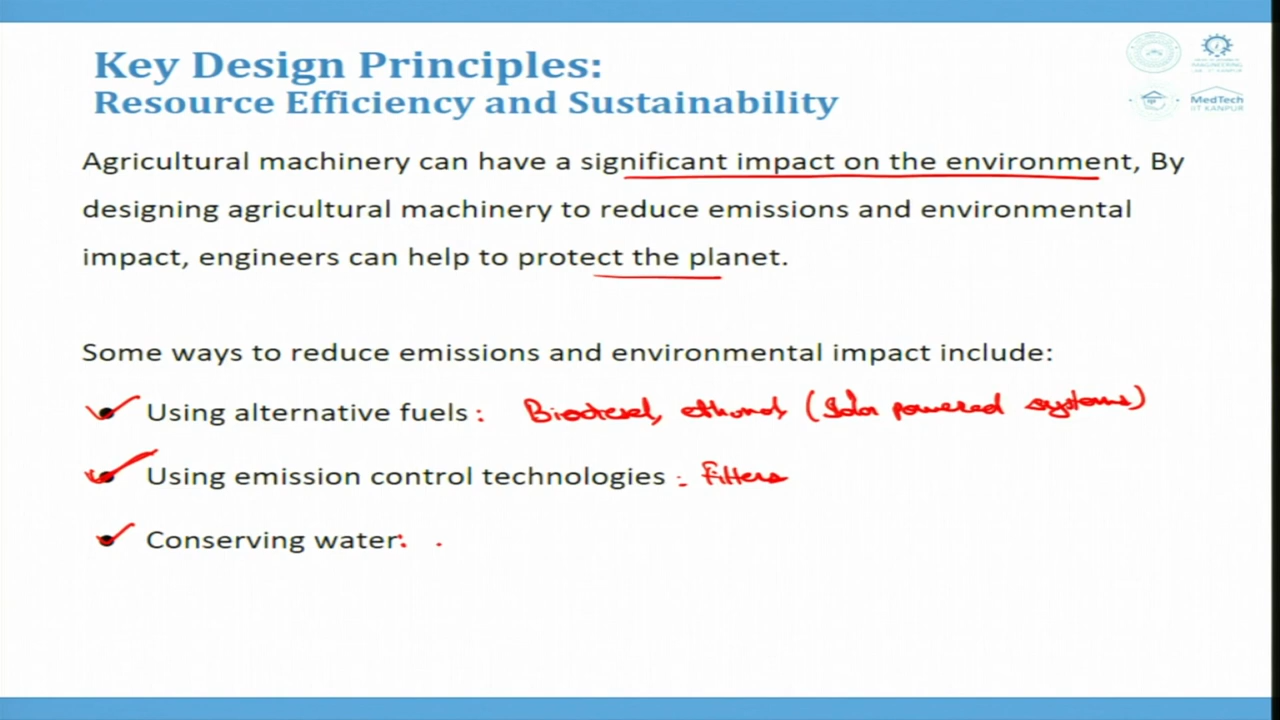 Key Design Principles:
Resource Efficiency and Sustainability
MedTech
IIT KANPUR
Agricultural machinery can have a significant impact on the environment, By
designing agricultural machinery to reduce emissions and environmental
impact, engineers can help to protect the planet.
Some ways to reduce emissions and environmental impact include:
Using alternative fuels : Biodiesel, ethanol, (Solar powered systems)
Using emission control technologies : Filters
Conserving water :